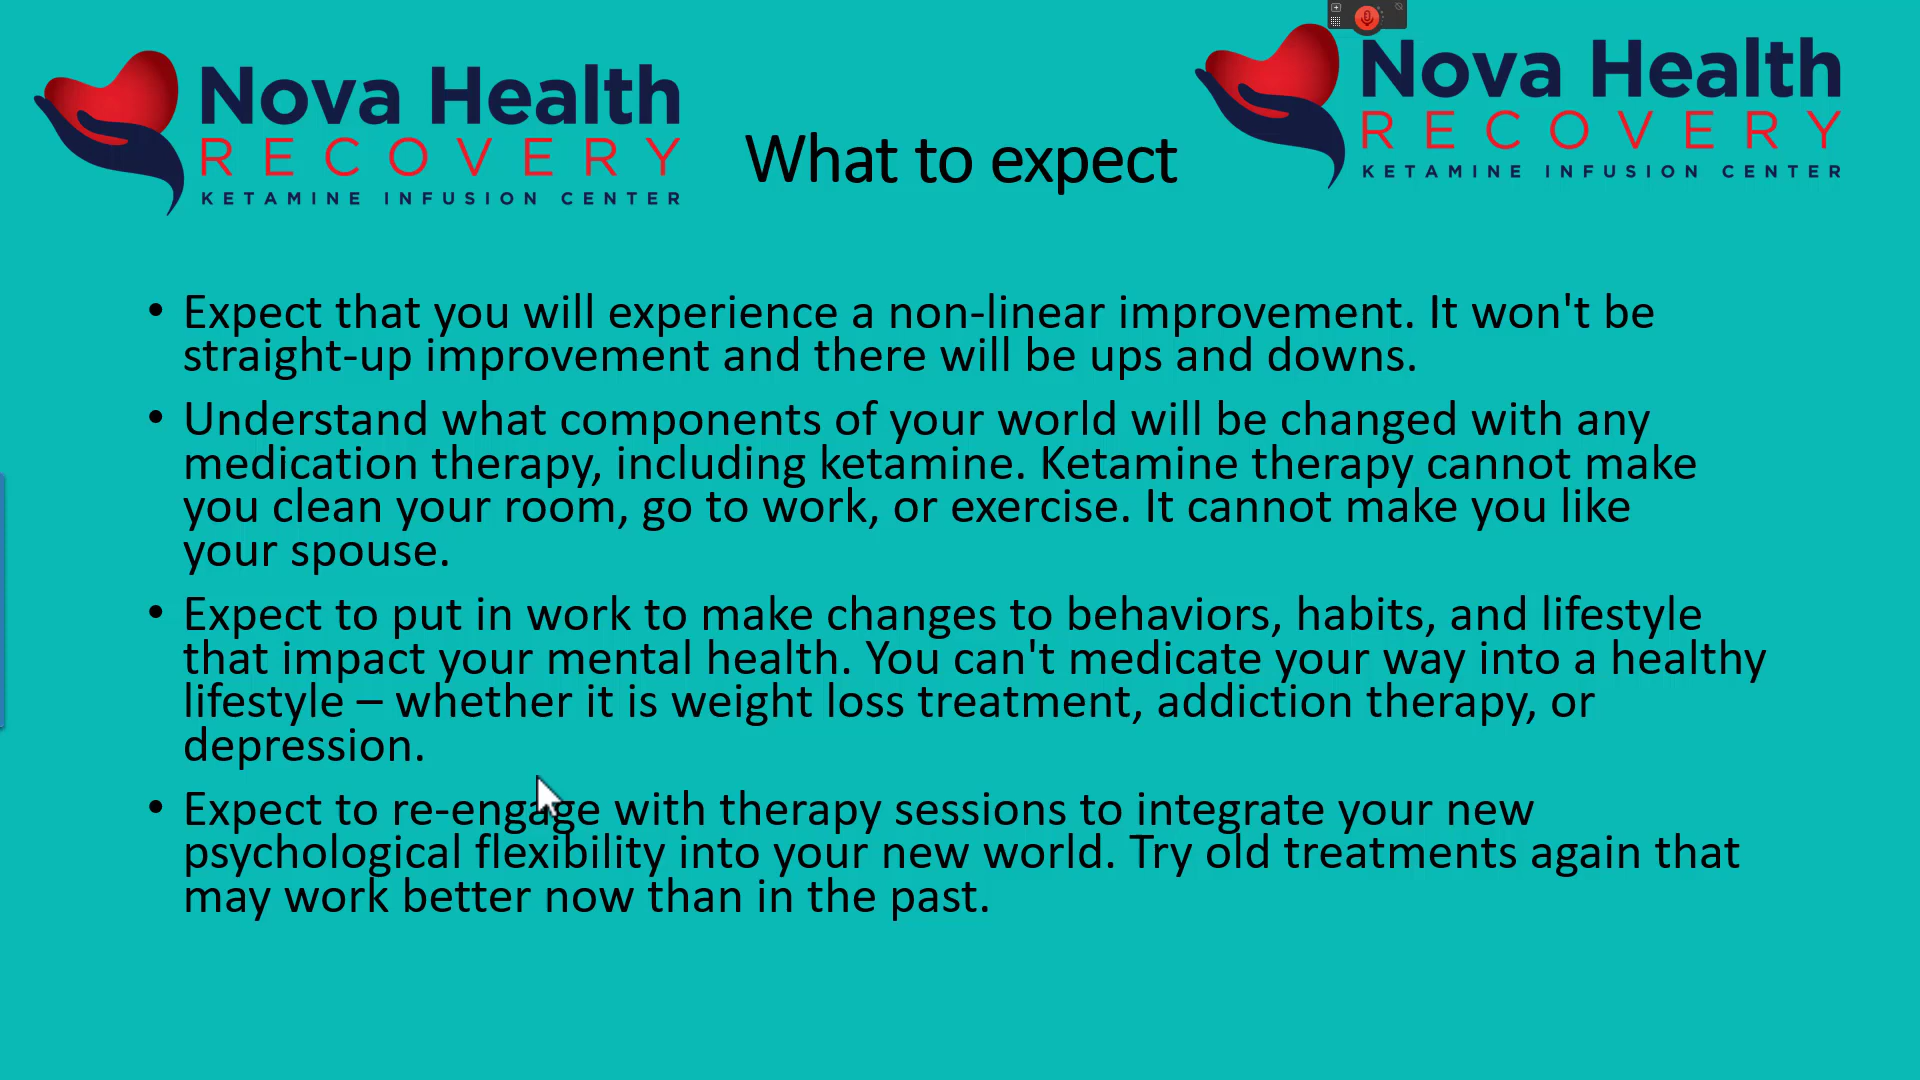 Nova Health
RECOVERY
KETAMINE INFUSION CENTER
What to expect
Nova Health
RECOVERY
KETAMINE INFUSION CENTER
• Expect that you will experience a non-linear improvement. It won't be
straight-up improvement and there will be ups and downs.
• Understand what components of your world will be changed with any
medication therapy, including ketamine. Ketamine therapy cannot make
you clean your room, go to work, or exercise. It cannot make you like
your spouse.
• Expect to put in work to make changes to behaviors, habits, and lifestyle
that impact your mental health. You can't medicate your way into a healthy
lifestyle – whether it is weight loss treatment, addiction therapy, or
depression.
• Expect to re-engage with therapy sessions to integrate your new
psychological flexibility into your new world. Try old treatments again that
may work better now than in the past.